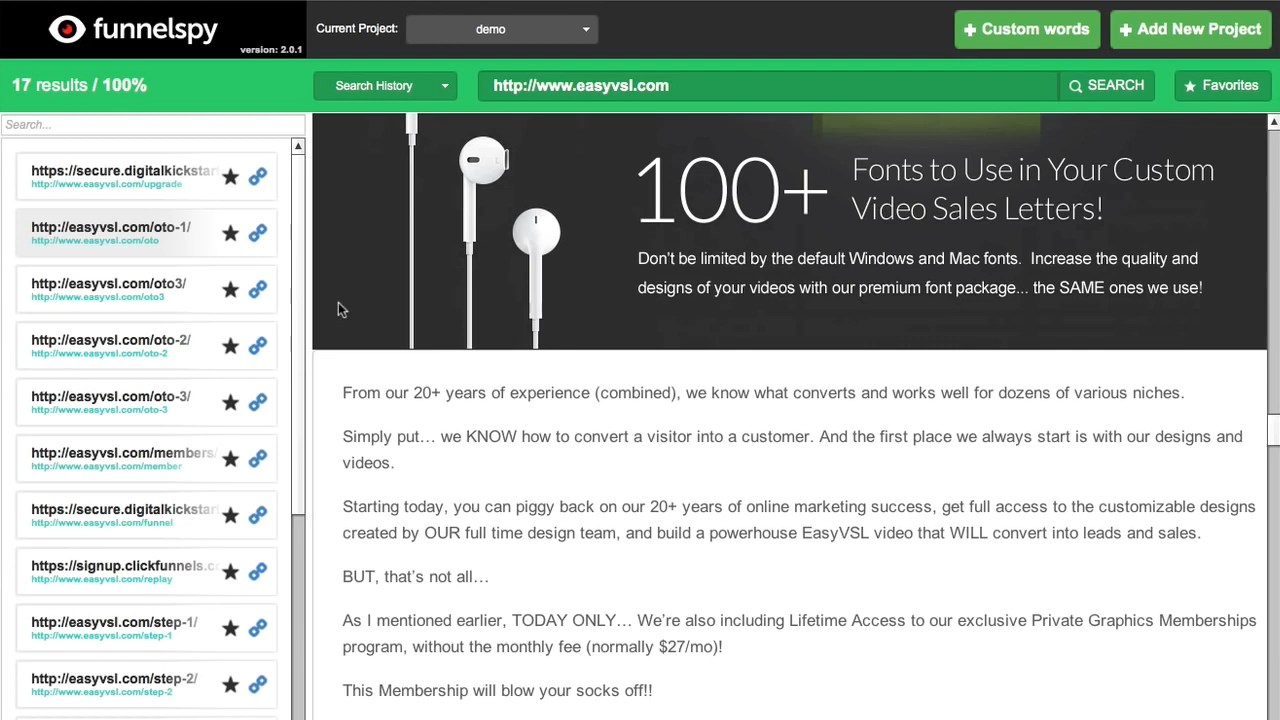 funnelspy
version: 2.0.1
Current Project:
demo
+ Custom words
+ Add New Project
17 results / 100%
Search History
http://www.easyvsl.com
SEARCH
Favorites
Search...
https://secure.digitalkickstar
http://www.easyvsl.com/upgrade
http://easyvsl.com/oto-1/
http://www.easyvsl.com/oto
http://easyvsl.com/oto3/
http://www.easyvsl.com/oto3
http://easyvsl.com/oto-2/
http://www.easyvsl.com/oto-2
http://easyvsl.com/oto-3/
http://www.easyvsl.com/oto-3
http://easyvsl.com/members/
http://www.easyvsl.com/member
https://secure.digitalkickstar
http://www.easyvsl.com/funnel
https://signup.clickfunnels.co
http://www.easyvsl.com/replay
http://easyvsl.com/step-1/
http://www.easyvsl.com/step-1
http://easyvsl.com/step-2/
http://www.easyvsl.com/step-2
100+
Fonts to Use in Your Custom
Video Sales Letters!
Don't be limited by the default Windows and Mac fonts. Increase the quality and
designs of your videos with our premium font package... the SAME ones we use!
From our 20+ years of experience (combined), we know what converts and works well for dozens of various niches.
Simply put… we KNOW how to convert a visitor into a customer. And the first place we always start is with our designs and
videos.
Starting today, you can piggy back on our 20+ years of online marketing success, get full access to the customizable designs
created by OUR full time design team, and build a powerhouse EasyVSL video that WILL convert into leads and sales.
BUT, that’s not all…
As I mentioned earlier, TODAY ONLY… We’re also including Lifetime Access to our exclusive Private Graphics Memberships
program, without the monthly fee (normally $27/mo)!
This Membership will blow your socks off!!